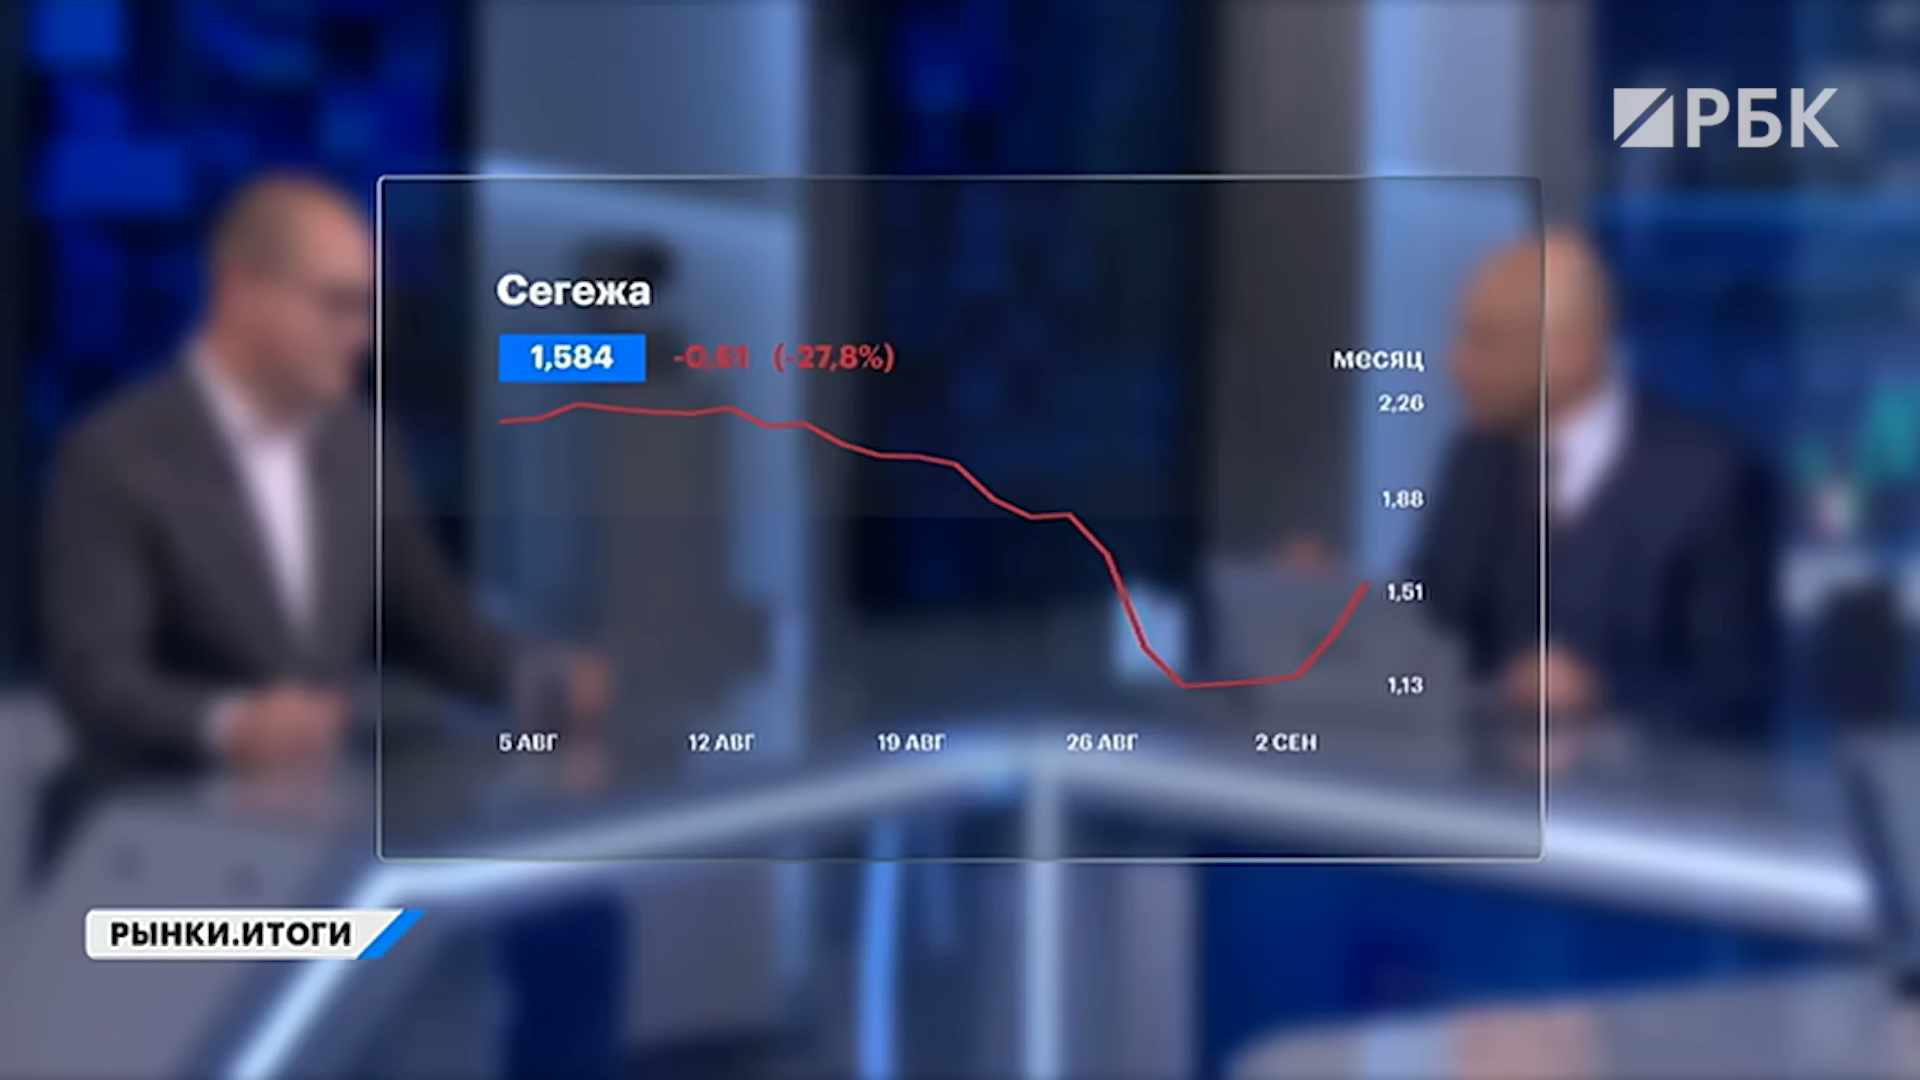 РБК
Сегежа
1,584 -0,61 (-27,8%)
месяц
2,26
1,88
1,51
1,13
5 АВГ 12 АВГ 19 АВГ 26 АВГ 2 СЕН
РЫНКИ.ИТОГИ